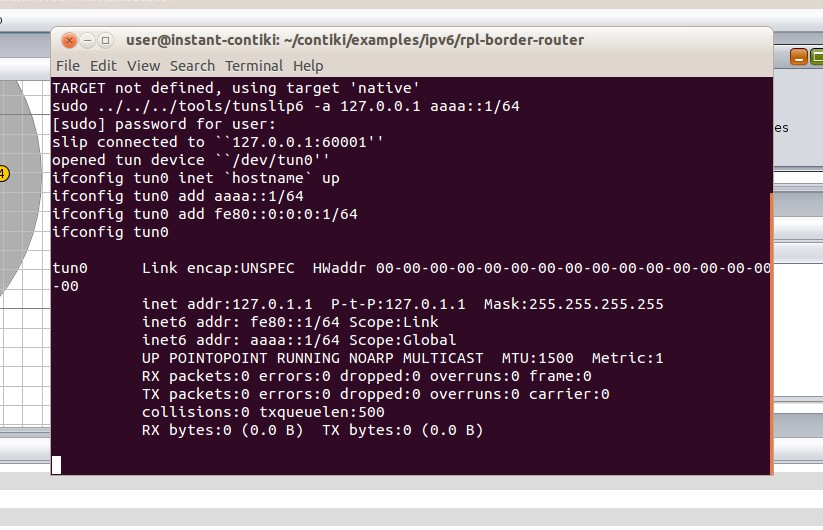 user@instant-contiki: ~/contiki/examples/ipv6/rpl-border-router
File Edit View Search Terminal Help
TARGET not defined, using target 'native'
sudo ../../../tools/tunslip6 -a 127.0.0.1 aaaa::1/64
[sudo] password for user:
slip connected to ``127.0.0.1:60001''
opened tun device ``/dev/tun0''
ifconfig tun0 inet `hostname` up
ifconfig tun0 add aaaa::1/64
ifconfig tun0 add fe80::0:0:0:1/64
ifconfig tun0
tun0 Link encap:UNSPEC HWaddr 00-00-00-00-00-00-00-00-00-00-00-00-00-00-00
-00
inet addr:127.0.1.1 P-t-P:127.0.1.1 Mask:255.255.255.255
inet6 addr: fe80::1/64 Scope:Link
inet6 addr: aaaa::1/64 Scope:Global
UP POINTOPOINT RUNNING NOARP MULTICAST MTU:1500 Metric:1
RX packets:0 errors:0 dropped:0 overruns:0 frame:0
TX packets:0 errors:0 dropped:0 overruns:0 carrier:0
collisions:0 txqueuelen:500
RX bytes:0 (0.0 B) TX bytes:0 (0.0 B)
es
4